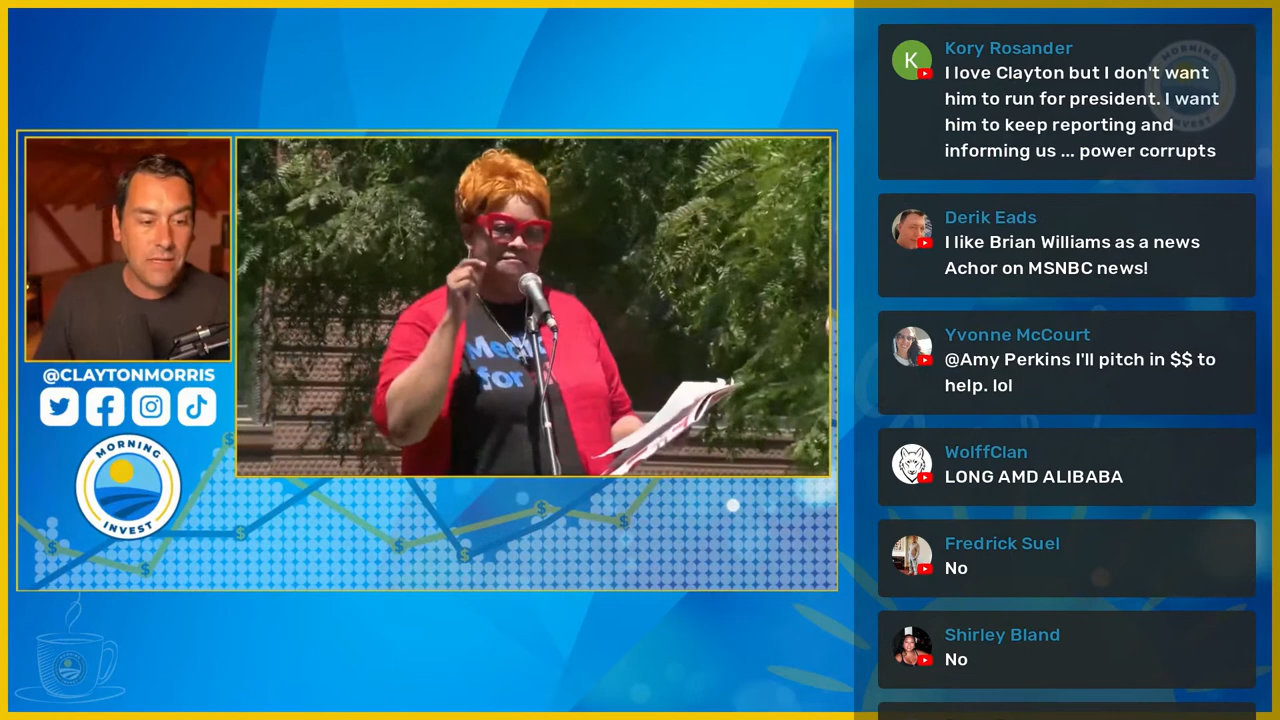 Medi
for
@CLAYTONMORRIS
MORNING
INVEST
Kory Rosander
I love Clayton but I don't want
him to run for president. I want
him to keep reporting and
informing us ... power corrupts
MORNING
INVEST
Derik Eads
I like Brian Williams as a news
Achor on MSNBC news!
Yvonne McCourt
@Amy Perkins I'll pitch in $$ to
help. lol
WolffClan
LONG AMD ALIBABA
Fredrick Suel
No
Shirley Bland
No